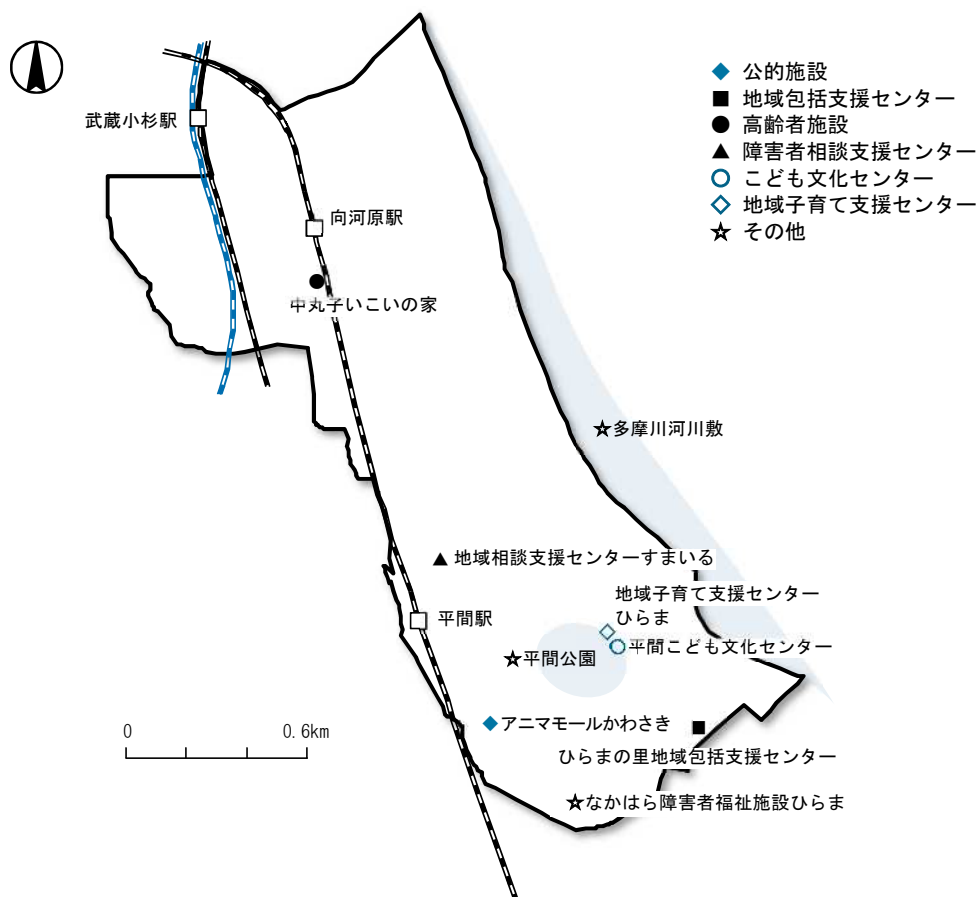 公的施設
地域包括支援センター
高齢者施設
障害者相談支援センター
こども文化センター
地域子育て支援センター
その他
武蔵小杉駅
向河原駅
中丸子いこいの家
多摩川河川敷
地域相談支援センターすまいる
地域子育て支援センター
ひらま
平間駅
平間こども文化センター
平間公園
アニマモールかわさき
0 0.6km
ひらまの里地域包括支援センター
なかはら障害者福祉施設ひらま